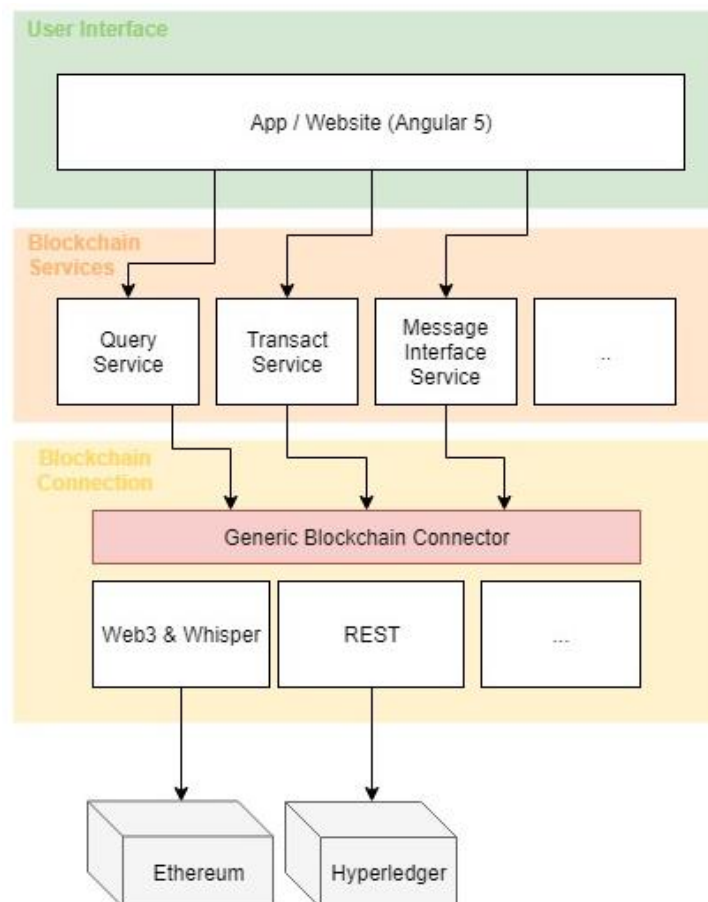 User Interface
App / Website (Angular 5)
Blockchain
Services
Query
Service
Transact
Service
Message
Interface
Service
..
Blockchain
Connection
Generic Blockchain Connector
Web3 & Whisper
REST
...
Ethereum
Hyperledger